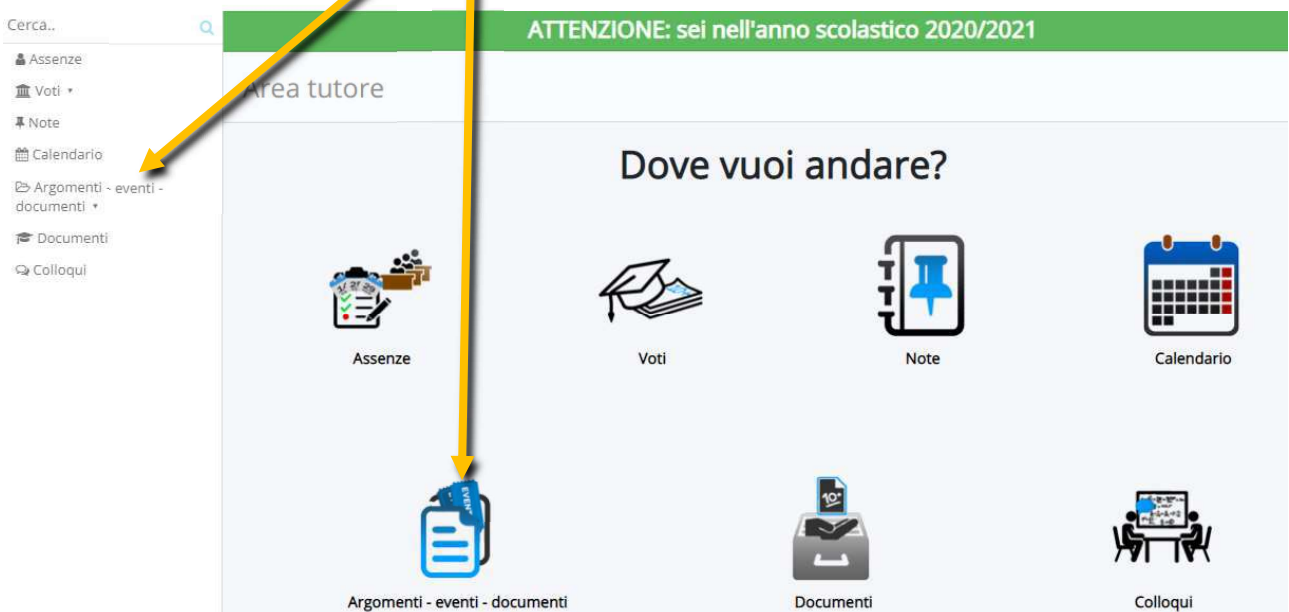 Cerca..
Assenze
Voti
Note
Calendario
Argomenti - eventi -
documenti
Documenti
Colloqui
ATTENZIONE: sei nell'anno scolastico 2020/2021
Area tutore
Dove vuoi andare?
Assenze
Voti
Note
Calendario
Argomenti - eventi - documenti
Documenti
Colloqui